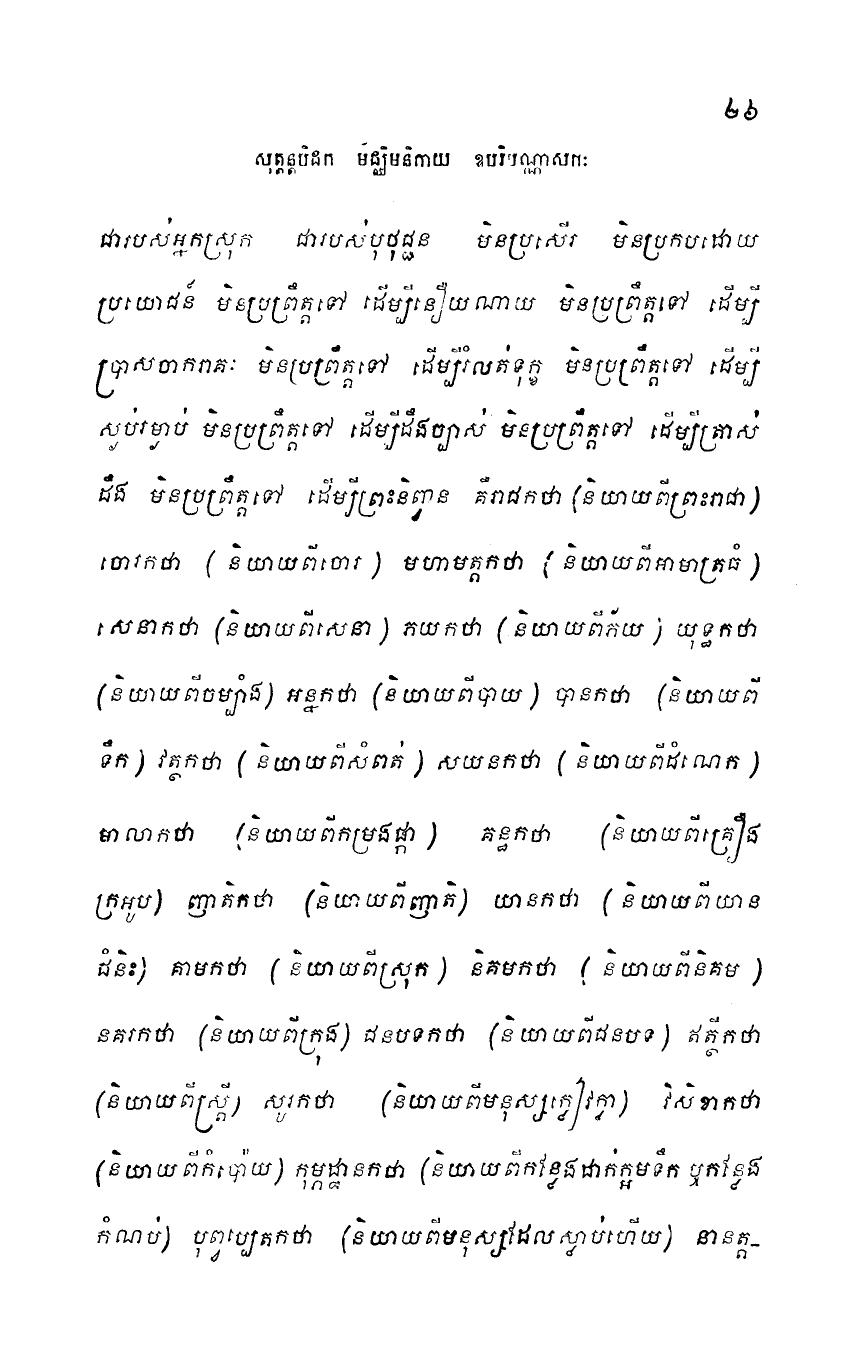 ២៦
សុត្តន្តបិដក មជ្ឈិមនិកាយ ឧបរិបណ្ណាសកៈ
ជារបស់អ្នកស្រុក ជារបស់បុថុជ្ជន មិនប្រសើរ មិនប្រកបដោយ
ប្រយោជន៍ មិនប្រព្រឹត្តទៅ ដើម្បីនឿយណាយ មិនប្រព្រឹត្តទៅ ដើម្បី
ប្រាសចាករាគៈ មិនប្រព្រឹត្តទៅ ដើម្បីរំលត់ទុក្ខ មិនប្រព្រឹត្តទៅ ដើម្បី
ស្ងប់រម្ងាប់ មិនប្រព្រឹត្តទៅ ដើម្បីដឹងច្បាស់ មិនប្រព្រឹត្តទៅ ដើម្បីត្រាស់
ដឹង មិនប្រព្រឹត្តទៅ ដើម្បីព្រះនិព្វាន គឺរាជកថា (និយាយពីព្រះរាជា)
ចោរកថា (និយាយពីចោរ) មហាមត្តកថា (និយាយពីអាមាត្រធំ)
សេនាកថា (និយាយពីសេនា) ភយកថា (និយាយពីភ័យ) យុទ្ធកថា
(និយាយពីចម្បាំង) អន្នកថា (និយាយពីបាយ) បានកថា (និយាយពី
ទឹក) វត្ថកថា (និយាយពីសំពត់) សយនកថា (និយាយពីដំណេក)
មាលាកថា (និយាយពីកម្រងផ្កា) គន្ធកថា (និយាយពីគ្រឿង
ក្រអូប) ញាតិកថា (និយាយពីញាតិ) យានកថា (និយាយពីយាន
ជំនិះ) គាមកថា (និយាយពីស្រុក) និគមកថា (និយាយពីនិគម)
នគរកថា (និយាយពីក្រុង) ជនបទកថា (និយាយពីជនបទ) ឥត្ថីកថា
(និយាយពីស្ត្រី) សូរកថា (និយាយពីមនុស្សក្លៀវក្លា) វិសិខាកថា
(និយាយពីកំប៉ោយ) កុម្ភដ្ឋានកថា (និយាយពីកន្លែងដាក់ក្អមទឹក ឬកន្លែង
កំណប់) បុព្វប្បេតកថា (និយាយពីមនុស្សដែលស្លាប់ហើយ) នានត្ត-